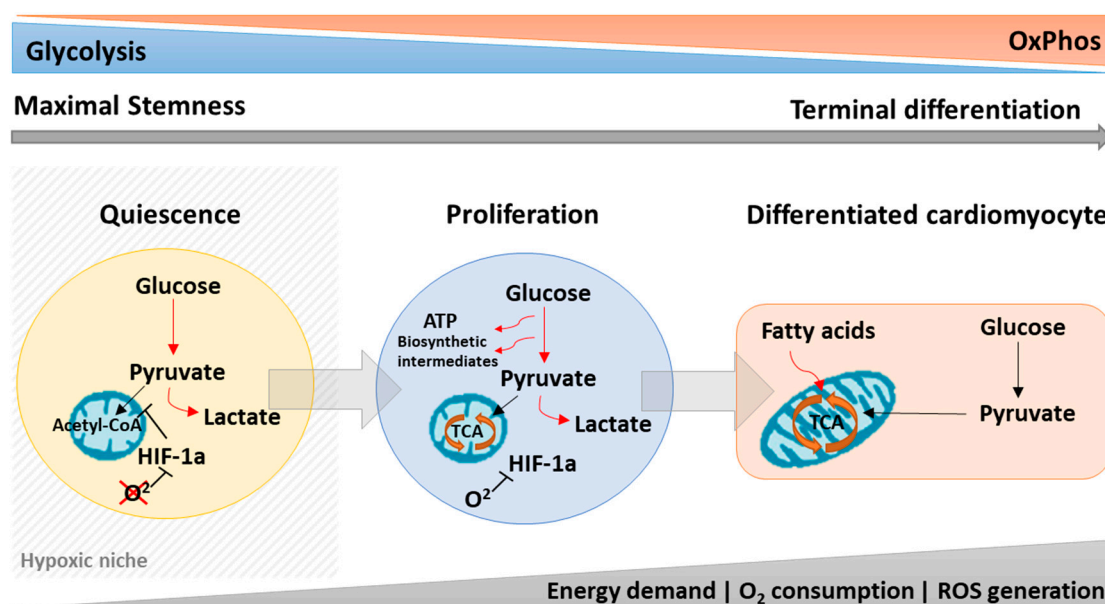 OxPhos
Glycolysis
Maximal Stemness
Terminal differentiation
Quiescence
Glucose
Pyruvate
Acetyl-CoA
Lactate
HIF-1a
O²
Hypoxic niche
Proliferation
Glucose
ATP
Biosynthetic
intermediates
Pyruvate
TCA
Lactate
HIF-1a
O²
Differentiated cardiomyocyte
Fatty acids
Glucose
TCA
Pyruvate
Energy demand | O₂ consumption | ROS generation